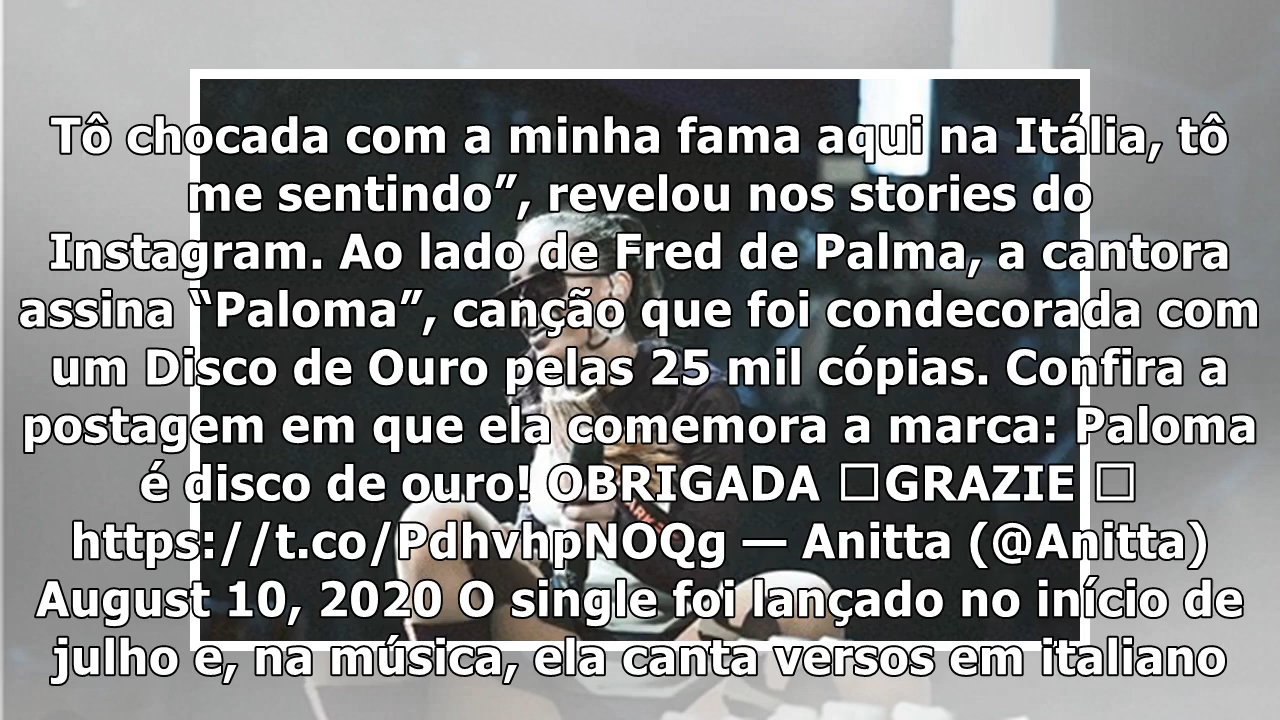 Tô chocada com a minha fama aqui na Itália, tô
me sentindo”, revelou nos stories do
Instagram. Ao lado de Fred de Palma, a cantora
assina “Paloma”, canção que foi condecorada com
um Disco de Ouro pelas 25 mil cópias. Confira a
postagem em que ela comemora a marca: Paloma
é disco de ouro! OBRIGADA □GRAZIE □
https://t.co/PdhvhpNOQg — Anitta (@Anitta)
August 10, 2020 O single foi lançado no início de
julho e, na música, ela canta versos em italiano